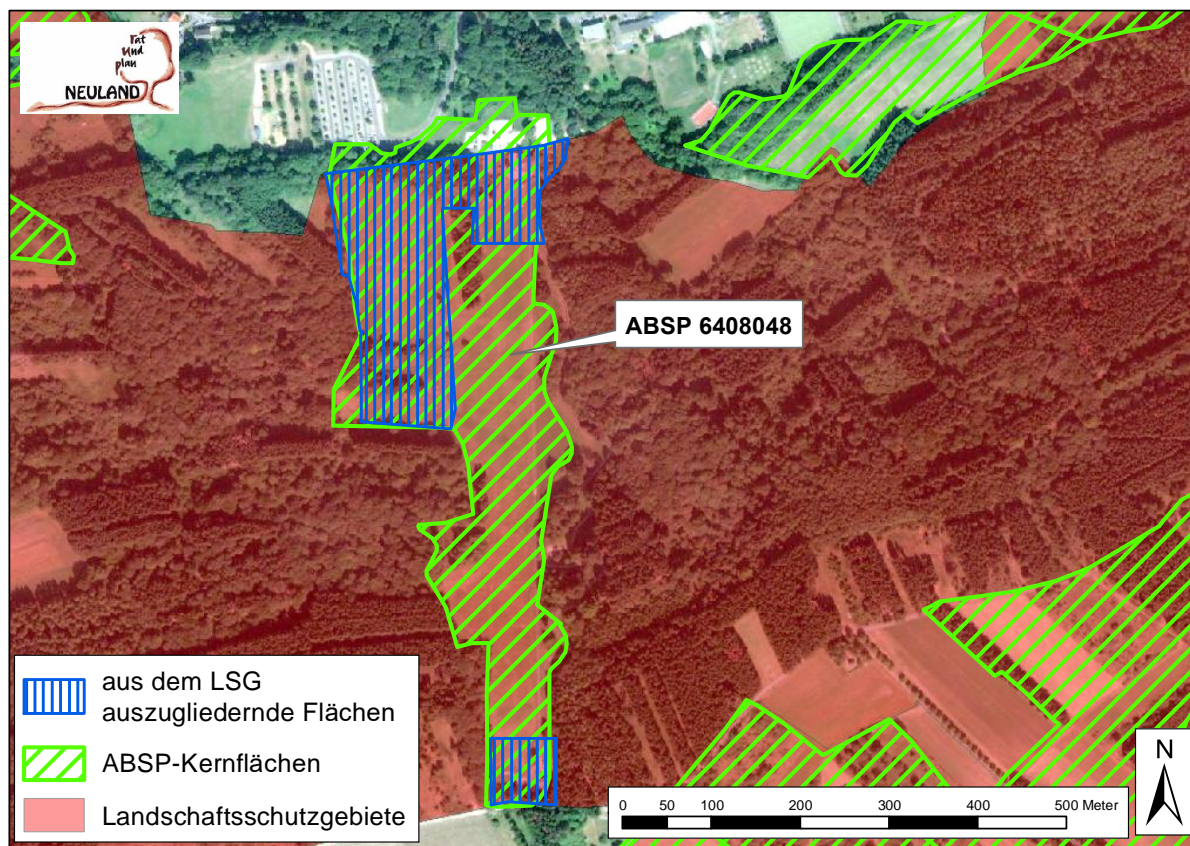 Tat
und
plan
NEULAND
ABSP 6408048
aus dem LSG
auszugliedernde Flächen
ABSP-Kernflächen
Landschaftsschutzgebiete
0 50 100 200 300 400 500 Meter
N